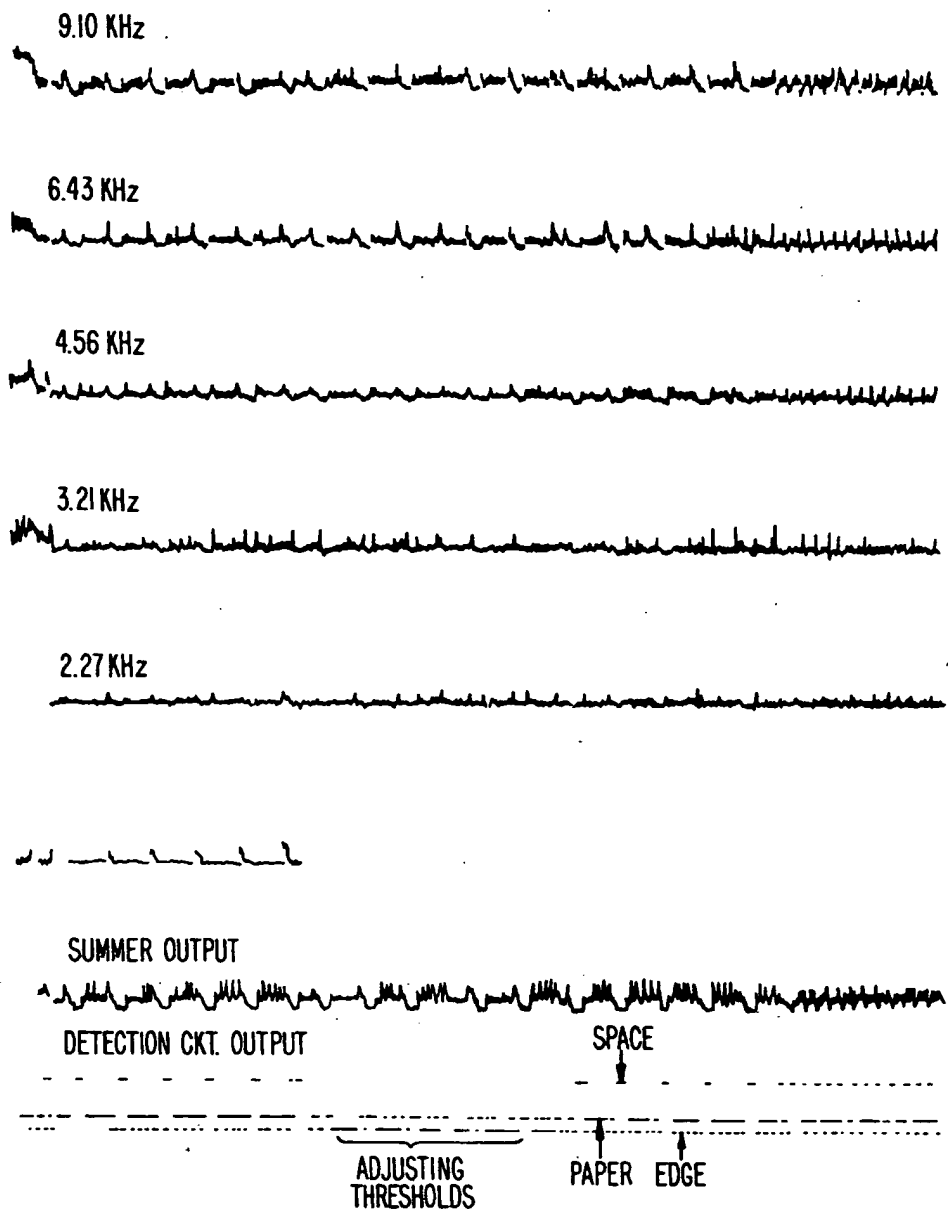 9.10 KHz
6.43 KHz
4.56 KHz
3.21 KHz
2.27 KHz
SUMMER OUTPUT
DETECTION CKT. OUTPUT
SPACE
ADJUSTING
THRESHOLDS
PAPER
EDGE